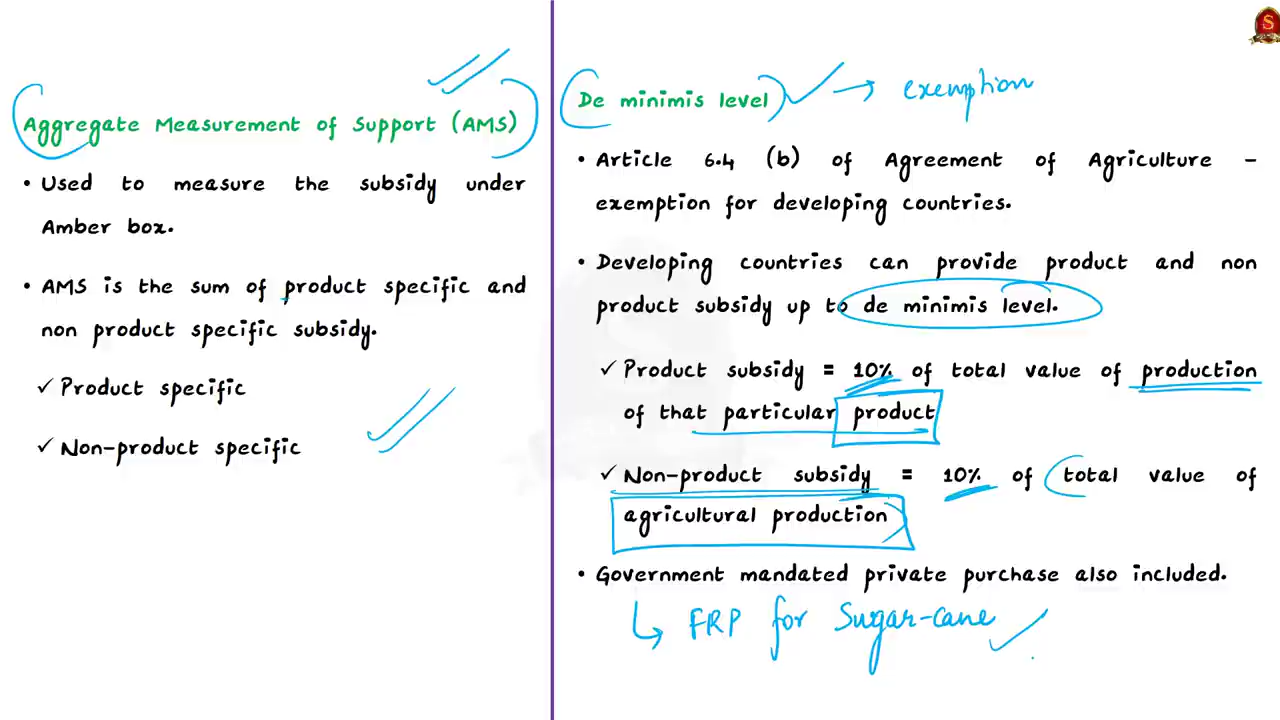 Aggregate Measurement of Support (AMS)
• Used to measure the subsidy under
Amber box.
• AMS is the sum of product specific and
non product specific subsidy.
✓ Product specific
✓ Non-product specific
De minimis level → exemption
• Article 6.4 (b) of Agreement of Agriculture -
exemption for developing countries.
• Developing countries can provide product and non
product subsidy up to de minimis level.
✓ Product subsidy = 10% of total value of production
of that particular product
✓ Non-product subsidy = 10% of total value of
agricultural production
• Government mandated private purchase also included.
↳ FRP for Sugar-cane
S